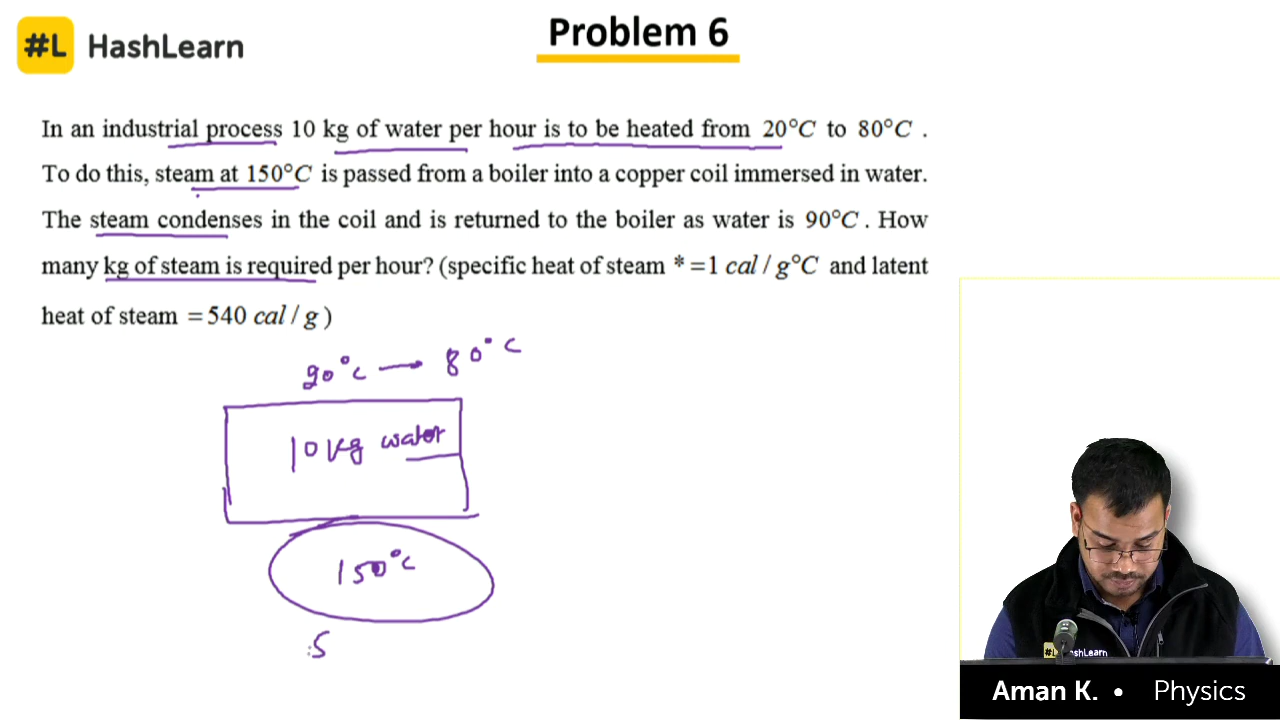 #L HashLearn
Problem 6
In an industrial process 10 kg of water per hour is to be heated from 20°C to 80°C .
To do this, steam at 150°C is passed from a boiler into a copper coil immersed in water.
The steam condenses in the coil and is returned to the boiler as water is 90°C . How
many kg of steam is required per hour? (specific heat of steam * =1 cal / g°C and latent
heat of steam = 540 cal / g )
20°C → 80°C
10 kg water
150°C
S
#L HashLearn
Aman K. • Physics